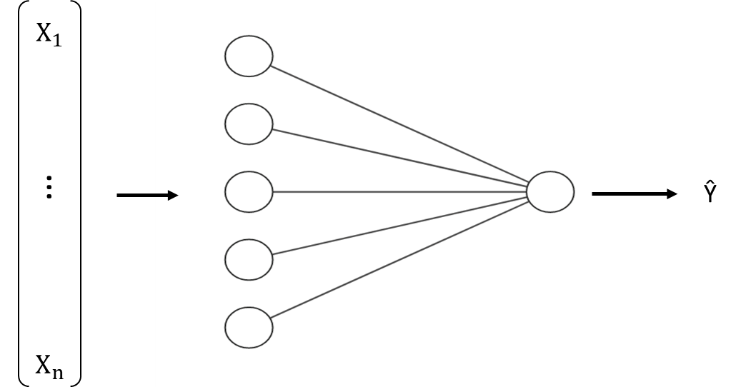 X₁
⋮
Ŷ
Xₙ